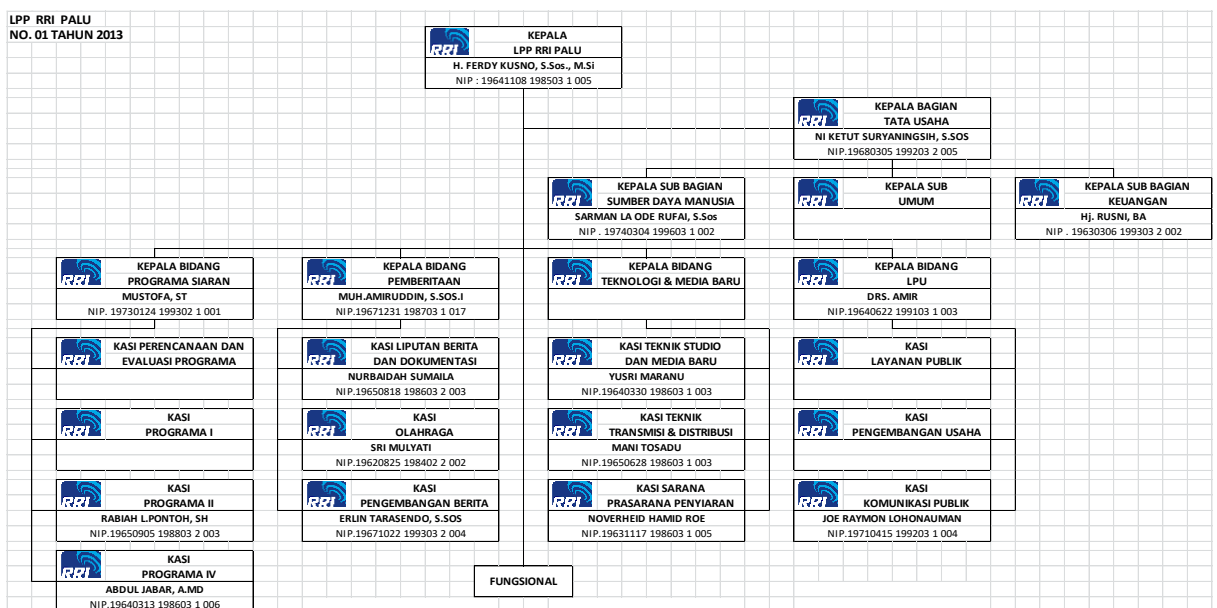 LPP RRI PALU
NO. 01 TAHUN 2013
RRI
KEPALA
LPP RRI PALU
H. FERDY KUSNO, S.Sos., M.Si
NIP : 19641108 198503 1 005
RRI
KEPALA BAGIAN
TATA USAHA
NI KETUT SURYANINGSIH, S.SOS
NIP.19680305 199203 2 005
RRI
KEPALA SUB BAGIAN
SUMBER DAYA MANUSIA
SARMAN LA ODE RUFAI, S.Sos
NIP . 19740304 199603 1 002
RRI
KEPALA SUB
UMUM
RRI
KEPALA SUB BAGIAN
KEUANGAN
Hj. RUSNI, BA
NIP . 19630306 199303 2 002
RRI
KEPALA BIDANG
PROGRAMA SIARAN
MUSTOFA, ST
NIP. 19730124 199302 1 001
RRI
KEPALA BIDANG
PEMBERITAAN
MUH.AMIRUDDIN, S.SOS.I
NIP.19671231 198703 1 017
RRI
KEPALA BIDANG
TEKNOLOGI & MEDIA BARU
RRI
KEPALA BIDANG
LPU
DRS. AMIR
NIP.19640622 199103 1 003
RRI
KASI PERENCANAAN DAN
EVALUASI PROGRAMA
RRI
KASI LIPUTAN BERITA
DAN DOKUMENTASI
NURBAIDAH SUMAILA
NIP.19650818 198603 2 003
RRI
KASI TEKNIK STUDIO
DAN MEDIA BARU
YUSRI MARANU
NIP.19640330 198603 1 003
RRI
KASI
LAYANAN PUBLIK
RRI
KASI
PROGRAMA I
RRI
KASI
OLAHRAGA
SRI MULYATI
NIP.19620825 198402 2 002
RRI
KASI TEKNIK
TRANSMISI & DISTRIBUSI
MANI TOSADU
NIP.19650628 198603 1 003
RRI
KASI
PENGEMBANGAN USAHA
RRI
KASI
PROGRAMA II
RABIAH L.PONTOH, SH
NIP.19650905 198803 2 003
RRI
KASI
PENGEMBANGAN BERITA
ERLIN TARASENDO, S.SOS
NIP.19671022 199303 2 004
RRI
KASI SARANA
PRASARANA PENYIARAN
NOVERHEID HAMID ROE
NIP.19631117 198603 1 005
RRI
KASI
KOMUNIKASI PUBLIK
JOE RAYMON LOHONAUMAN
NIP.19710415 199203 1 004
RRI
KASI
PROGRAMA IV
ABDUL JABAR, A.MD
NIP.19640313 198603 1 006
FUNGSIONAL